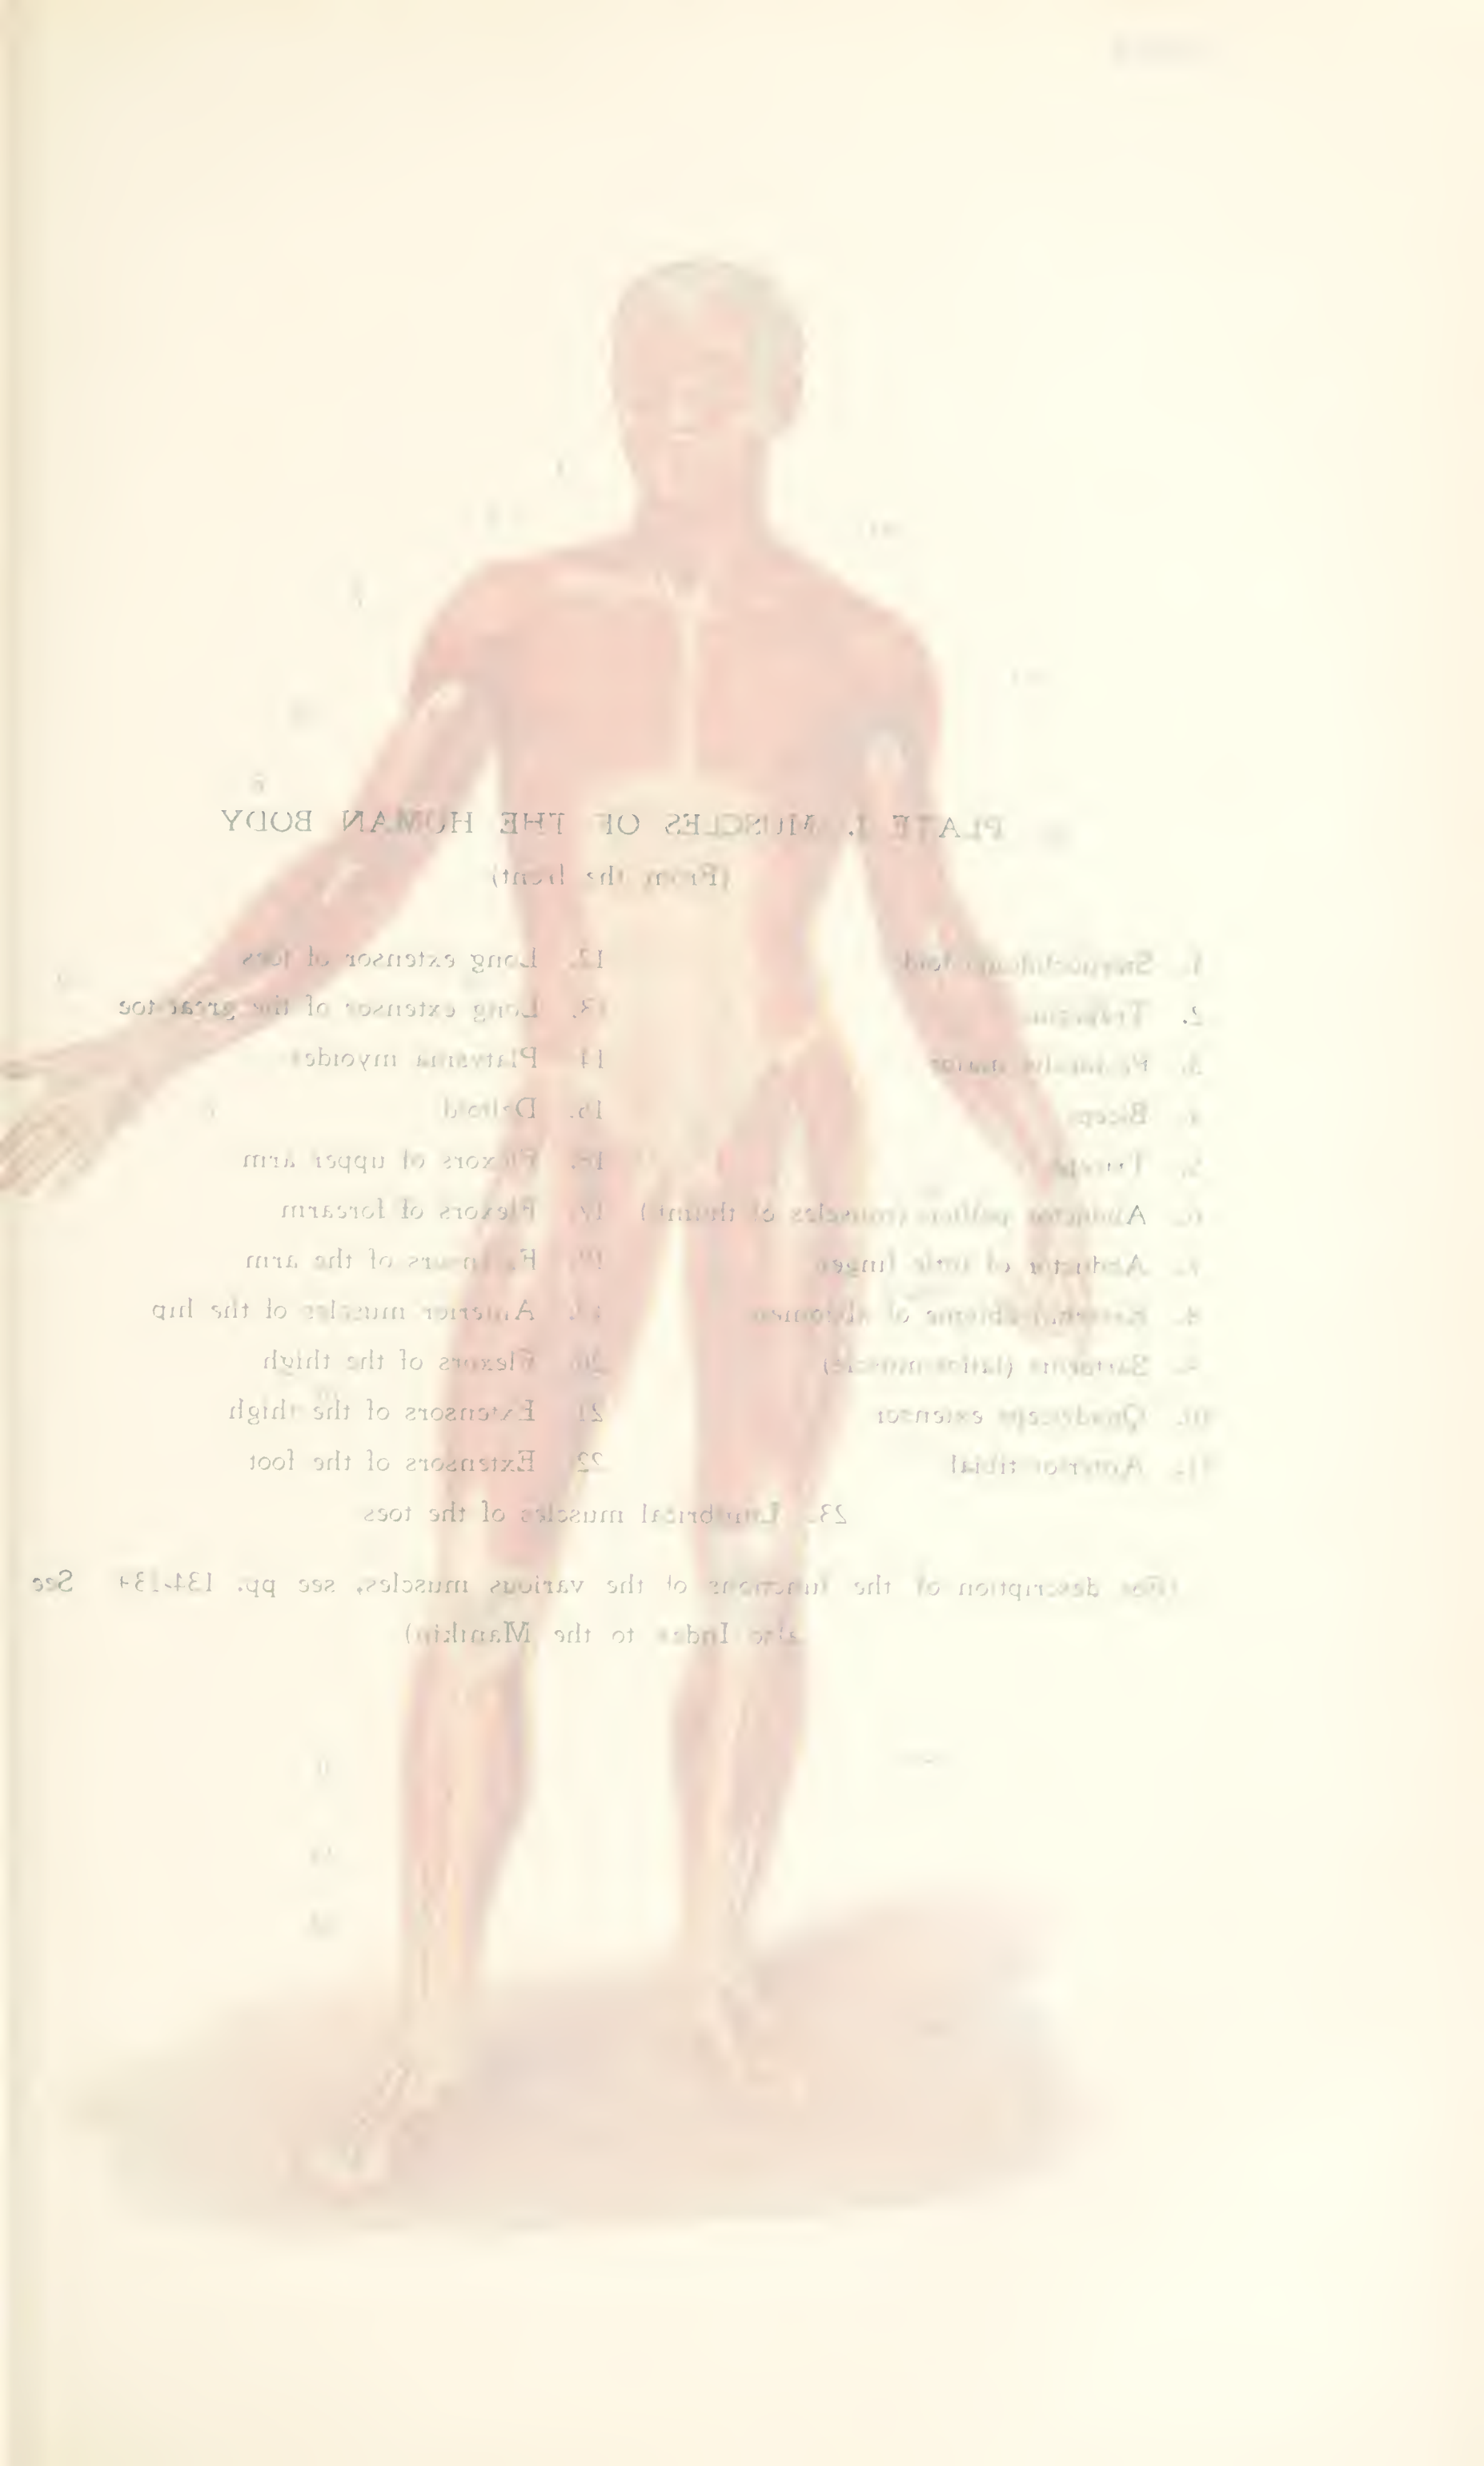 PLATE I. MUSCLES OF THE HUMAN BODY
(From the front)
1. Sternocleidomastoid
2. Trapezius
3. Pectoralis major
4. Biceps
5. Triceps
6. Abductor pollicis (muscles of thumb)
7. Abductor of little finger
8. External oblique of abdomen
9. Sartorius (tailor muscle)
10. Quadriceps extensor
11. Anterior tibial
12. Long extensor of toes
13. Long extensor of the great toe
14. Platysma myoides
15. Deltoid
16. Flexors of upper arm
17. Flexors of forearm
18. Extensors of the arm
19. Anterior muscles of the hip
20. Flexors of the thigh
21. Extensors of the thigh
22. Extensors of the foot
23. Lumbrical muscles of the toes
(For description of the functions of the various muscles, see pp. See
also Index to the Manikin)